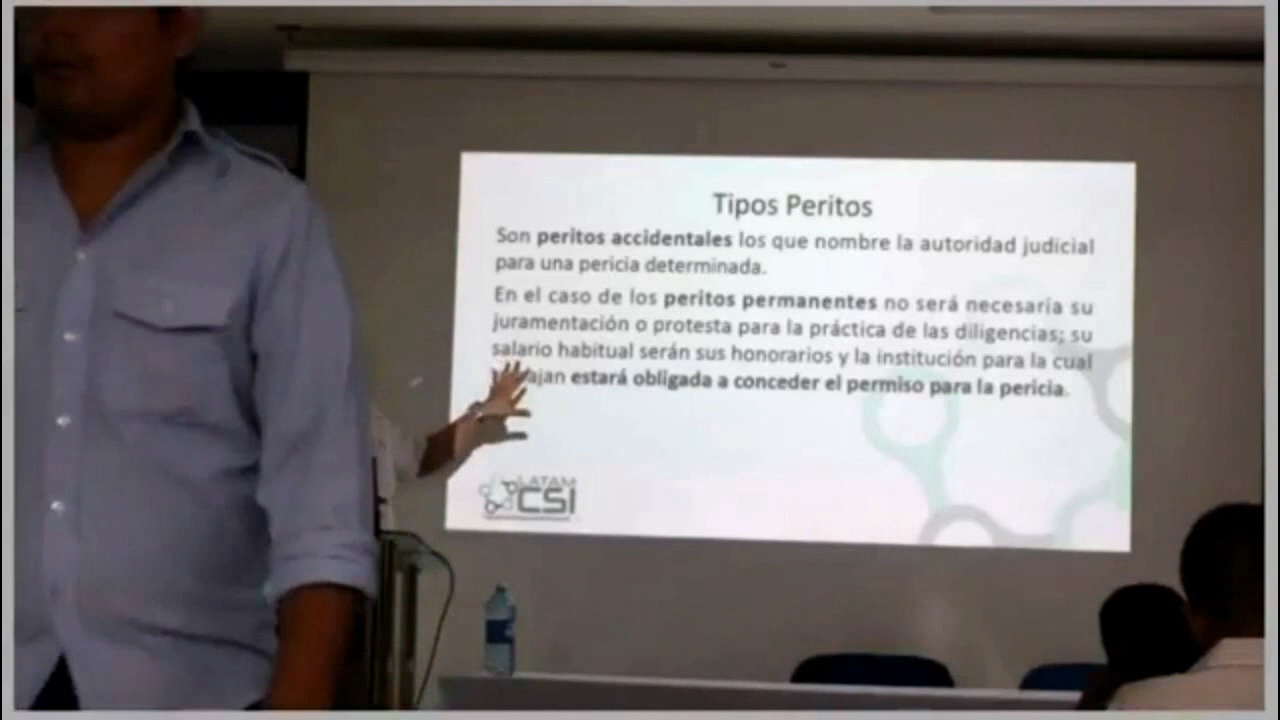 Tipos Peritos
Son peritos accidentales los que nombre la autoridad judicial
para una pericia determinada.
En el caso de los peritos permanentes no será necesaria su
juramentación o protesta para la práctica de las diligencias; su
salario habitual serán sus honorarios y la institución para la cual
estará obligada a conceder el permiso para la pericia.
LATAM
CSI